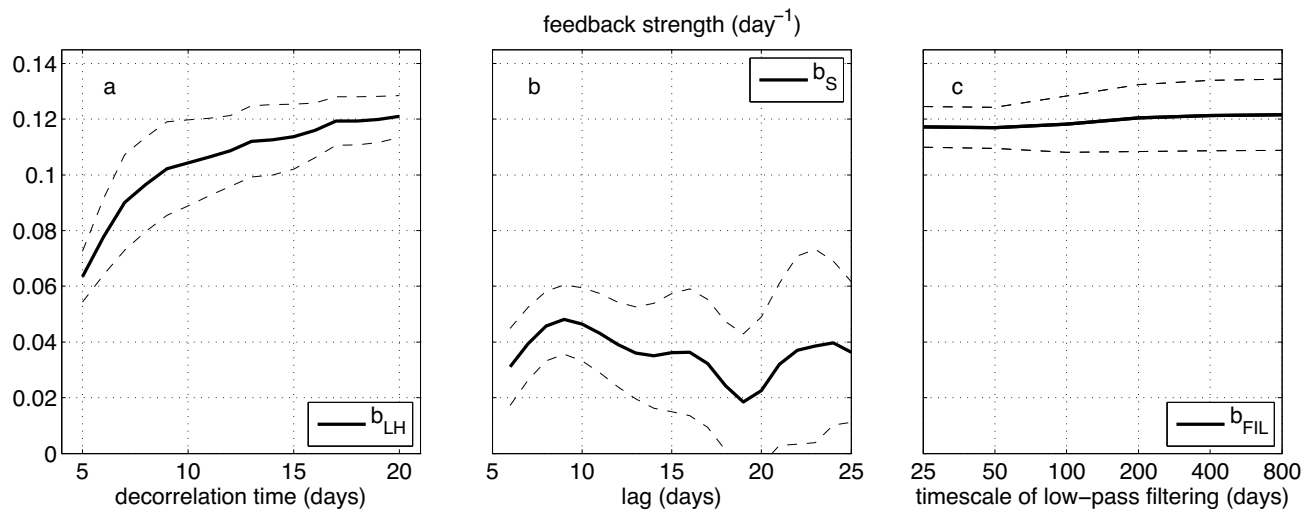 feedback strength (day⁻¹)
0.14
0.12
0.1
0.08
0.06
0.04
0.02
0
a
b_LH
5 10 15 20
decorrelation time (days)
b
b_S
5 10 15 20 25
lag (days)
c
b_FIL
25 50 100 200 400 800
timescale of low−pass filtering (days)